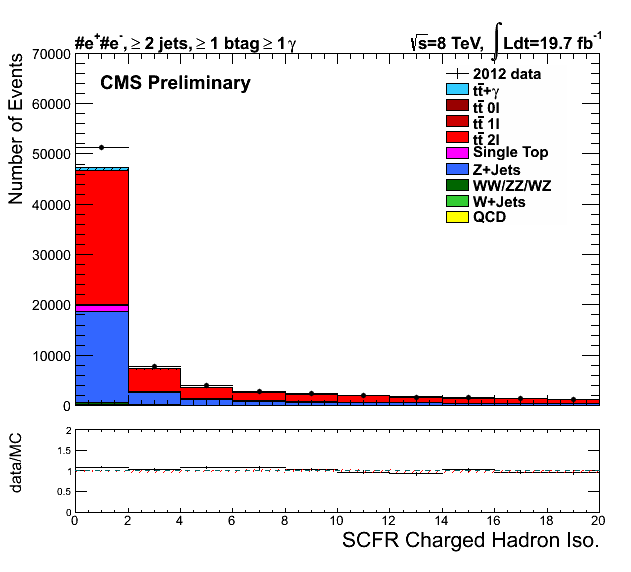 #e⁺#e⁻, ≥ 2 jets, ≥ 1 btag ≥ 1 γ √s=8 TeV, ∫ Ldt=19.7 fb⁻¹
CMS Preliminary
Number of Events
70000
60000
50000
40000
30000
20000
10000
0
2012 data
tt̄+γ
tt̄ 0l
tt̄ 1l
tt̄ 2l
Single Top
Z+Jets
WW/ZZ/WZ
W+Jets
QCD
data/MC
2
1.5
1
0.5
0
0 2 4 6 8 10 12 14 16 18 20
SCFR Charged Hadron Iso.